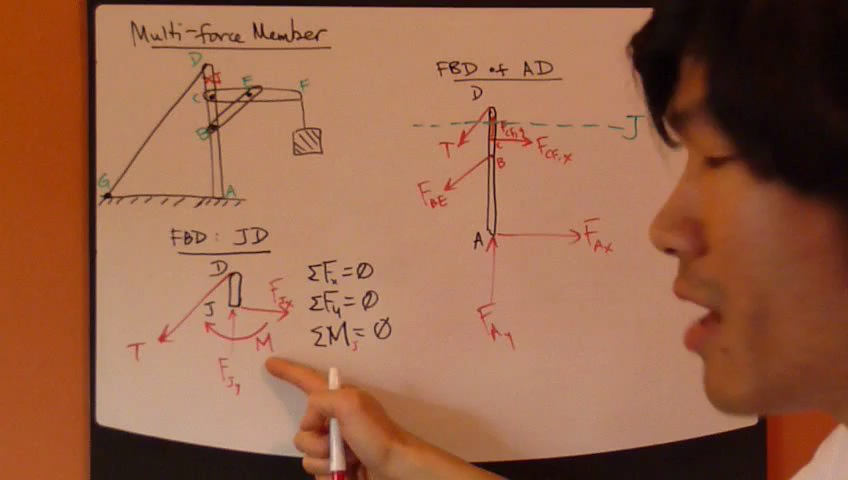 Multi-force Member
D
J
C
E
F
B
G
A
FBD of AD
D
J
F_CF,y
T
C
F_CF,x
B
F_BE
A
F_Ax
F_Ay
FBD: JD
D
J
F_Jx
T
M
F_Jy
ΣF_x = 0
ΣF_y = 0
ΣM_J = 0